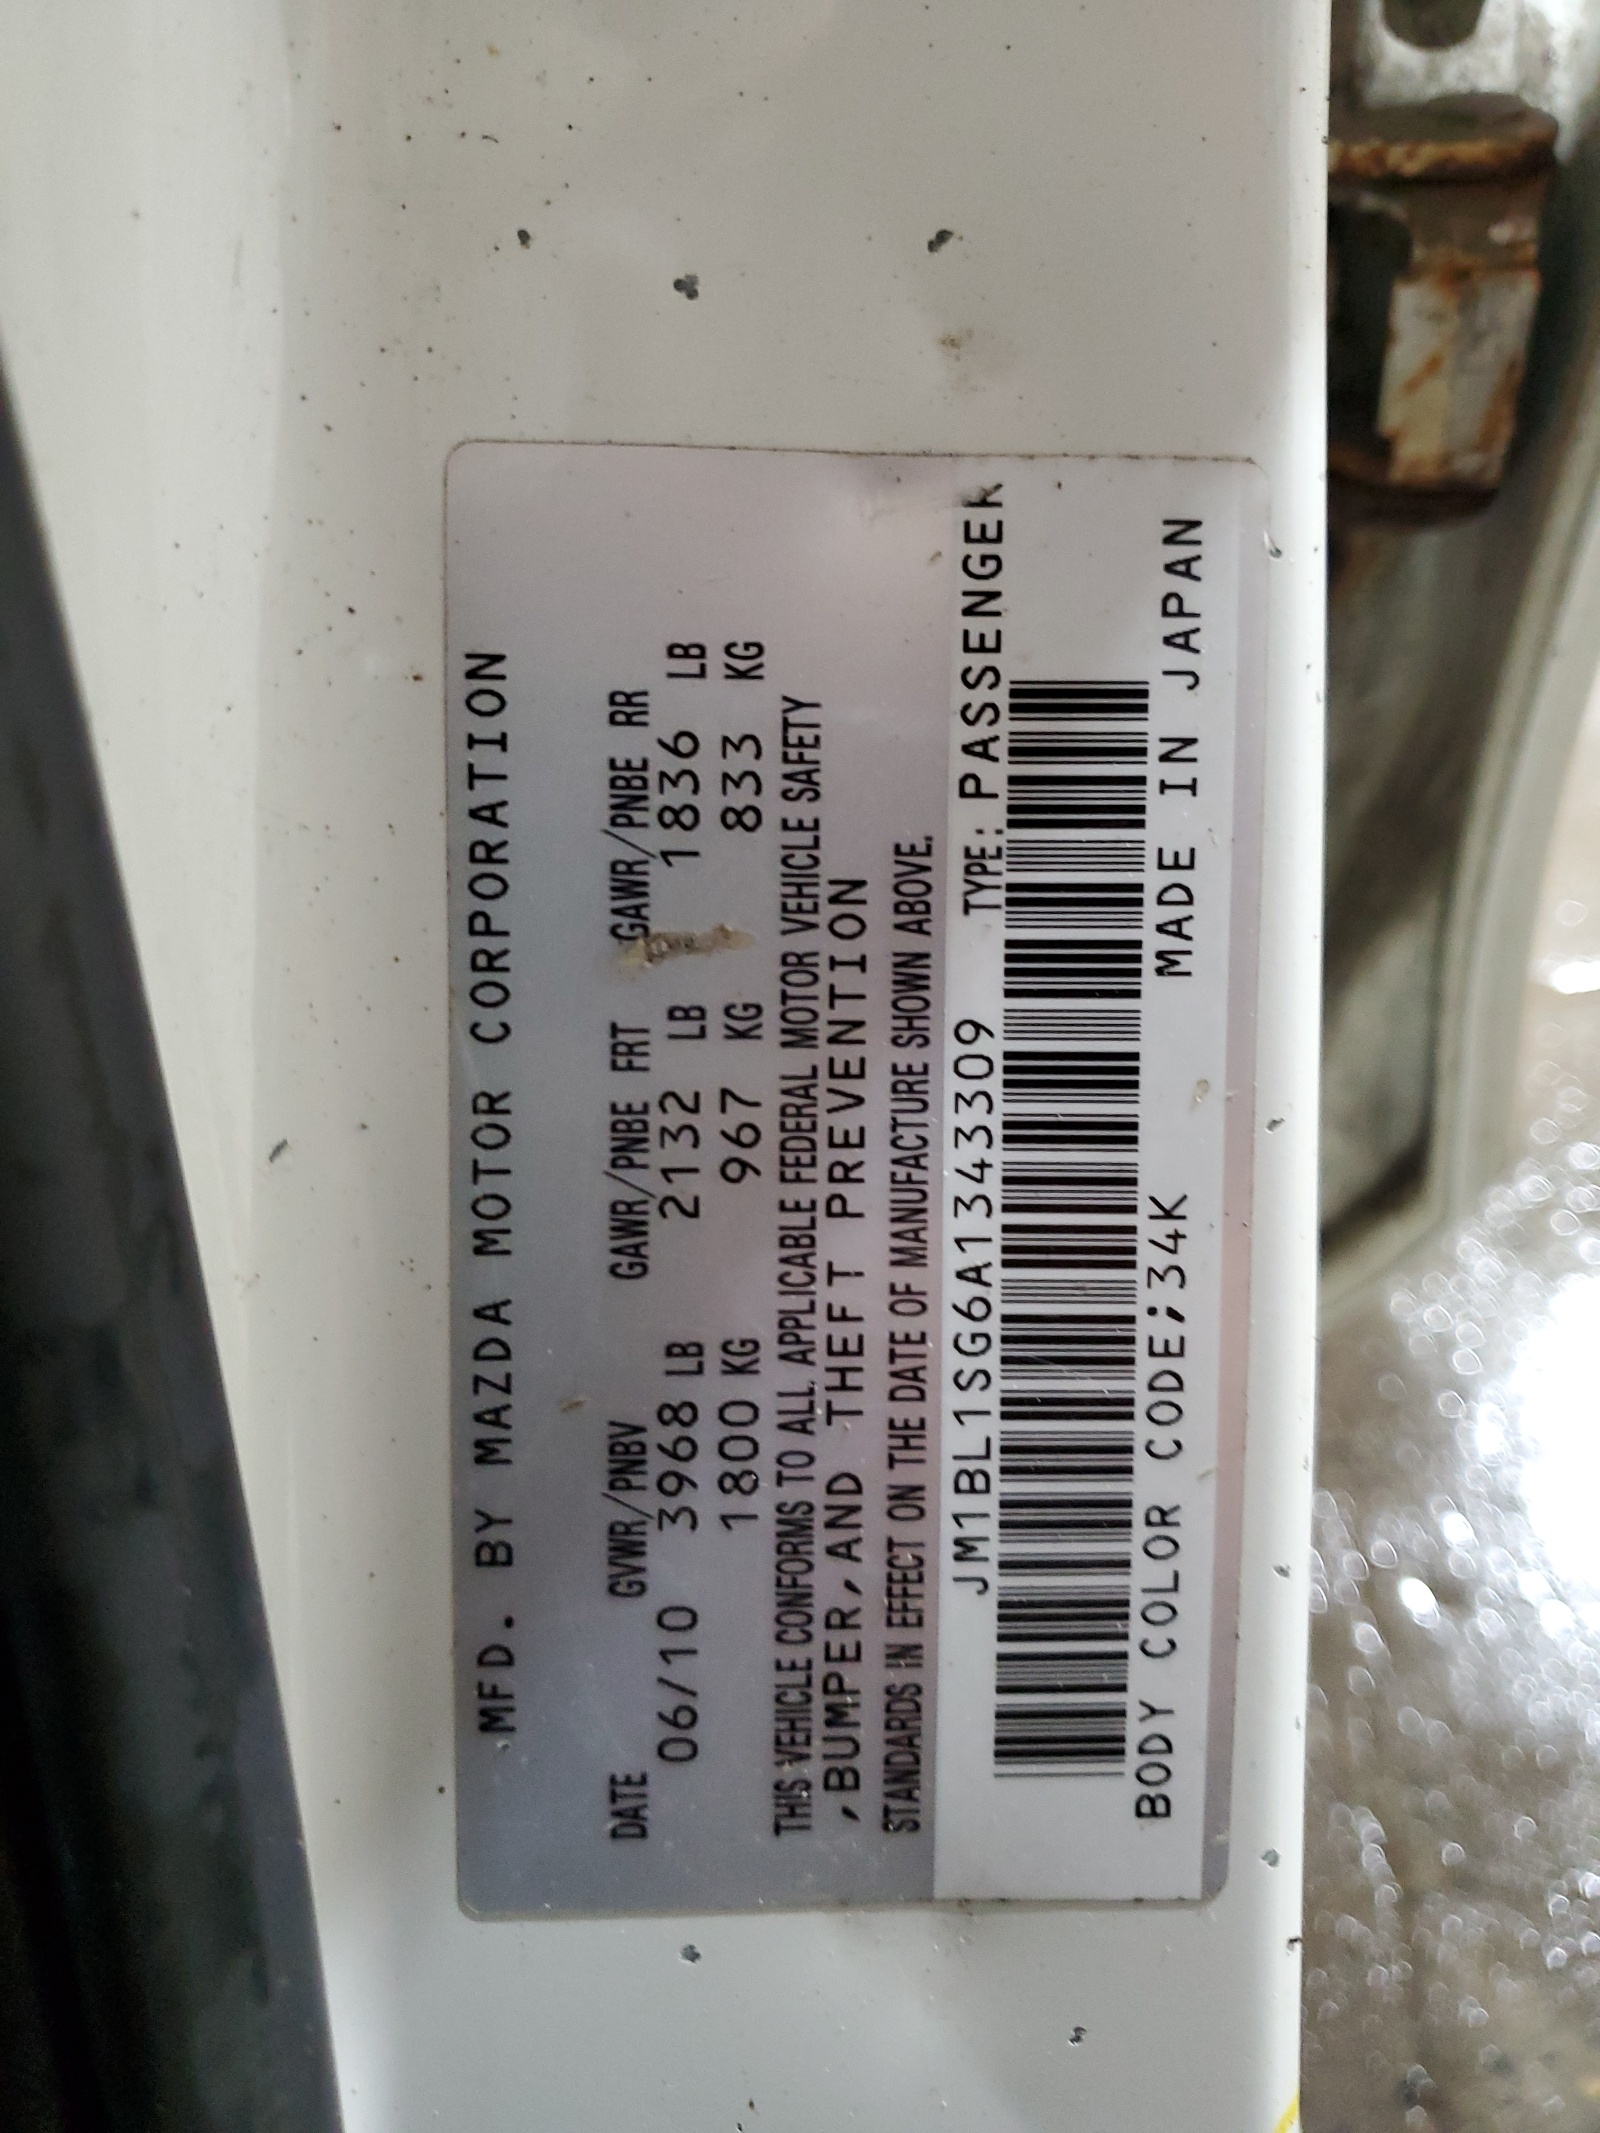 MFD. BY MAZDA MOTOR CORPORATION
DATE GVWR/PNBV GAWR/PNBE FRT GAWR/PNBE RR
06/10 3968 LB 2132 LB 1836 LB
1800 KG 967 KG 833 KG
THIS VEHICLE CONFORMS TO ALL APPLICABLE FEDERAL MOTOR VEHICLE SAFETY
,BUMPER,AND THEFT PREVENTION
STANDARDS IN EFFECT ON THE DATE OF MANUFACTURE SHOWN ABOVE.
JM1BL1SG6A1343309 TYPE: PASSENGER
BODY COLOR CODE;34K MADE IN JAPAN